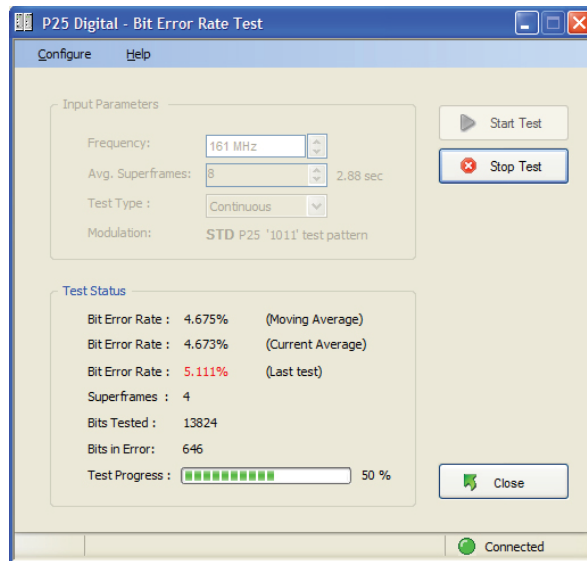 P25 Digital - Bit Error Rate Test
Configure Help
Input Parameters
Frequency: 161 MHz
Avg. Superframes: 8 2.88 sec
Test Type : Continuous
Modulation: STD P25 '1011' test pattern
Start Test
Stop Test
Test Status
Bit Error Rate : 4.675% (Moving Average)
Bit Error Rate : 4.673% (Current Average)
Bit Error Rate : 5.111% (Last test)
Superframes : 4
Bits Tested : 13824
Bits in Error: 646
Test Progress : 50 %
Close
Connected